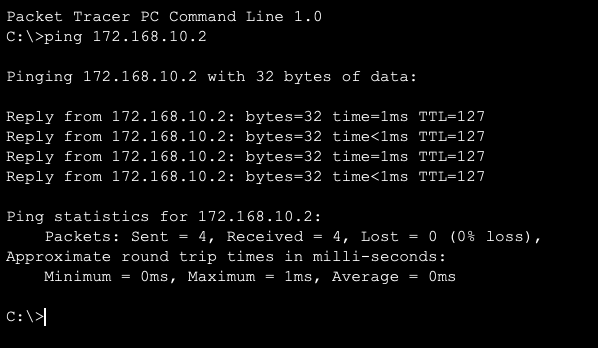 Packet Tracer PC Command Line 1.0
C:\>ping 172.168.10.2
Pinging 172.168.10.2 with 32 bytes of data:
Reply from 172.168.10.2: bytes=32 time=1ms TTL=127
Reply from 172.168.10.2: bytes=32 time<1ms TTL=127
Reply from 172.168.10.2: bytes=32 time=1ms TTL=127
Reply from 172.168.10.2: bytes=32 time<1ms TTL=127
Ping statistics for 172.168.10.2:
    Packets: Sent = 4, Received = 4, Lost = 0 (0% loss),
Approximate round trip times in milli-seconds:
    Minimum = 0ms, Maximum = 1ms, Average = 0ms
C:\>